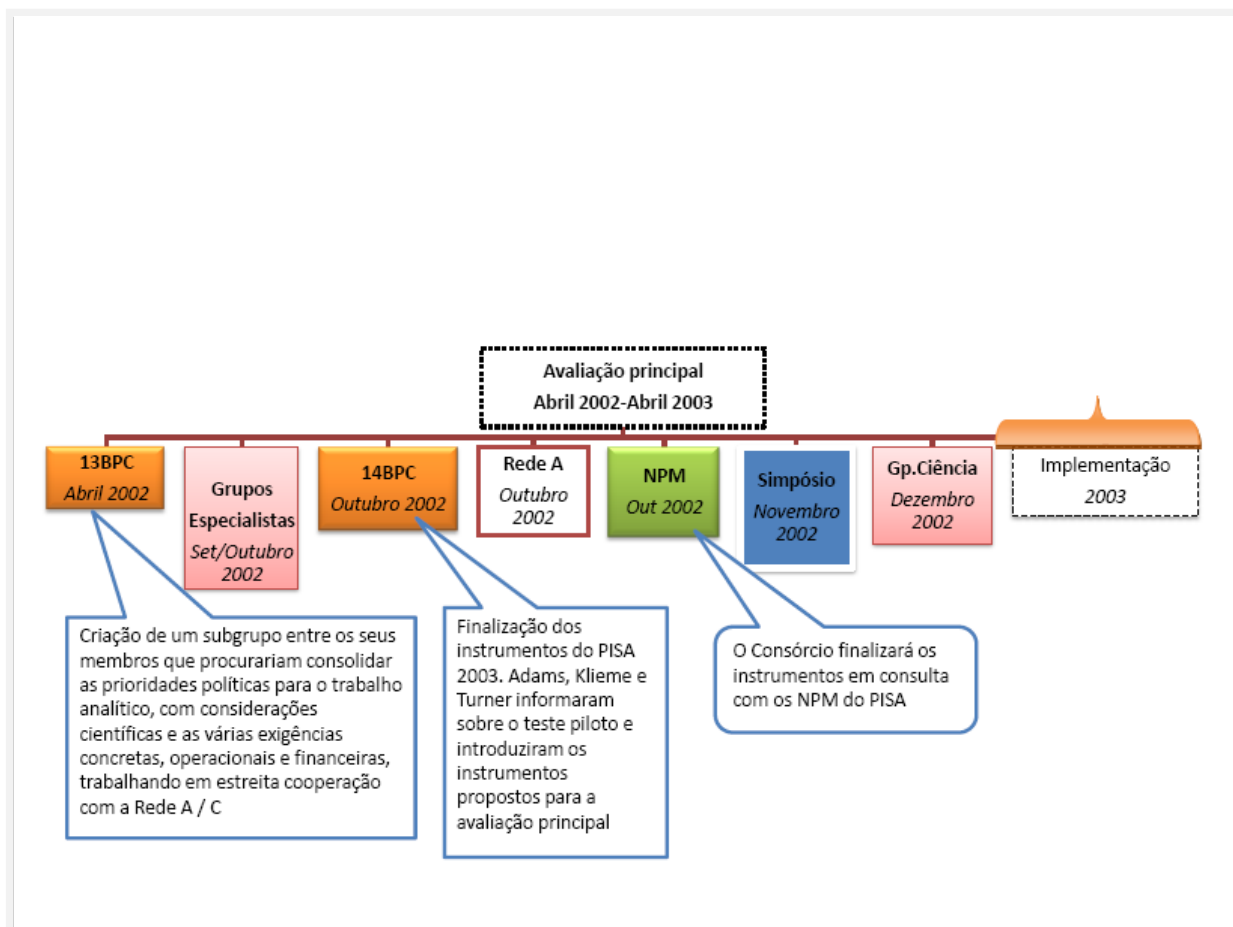 Avaliação principal
Abril 2002-Abril 2003
13BPC
Abril 2002
Grupos
Especialistas
Set/Outubro
2002
14BPC
Outubro 2002
Rede A
Outubro
2002
NPM
Out 2002
Simpósio
Novembro
2002
Gp.Ciência
Dezembro
2002
Implementação
2003
Criação de um subgrupo entre os seus
membros que procurariam consolidar
as prioridades políticas para o trabalho
analítico, com considerações
científicas e as várias exigências
concretas, operacionais e financeiras,
trabalhando em estreita cooperação
com a Rede A / C
Finalização dos
instrumentos do PISA
2003. Adams, Klieme e
Turner informaram
sobre o teste piloto e
introduziram os
instrumentos
propostos para a
avaliação principal
O Consórcio finalizará os
instrumentos em consulta
com os NPM do PISA